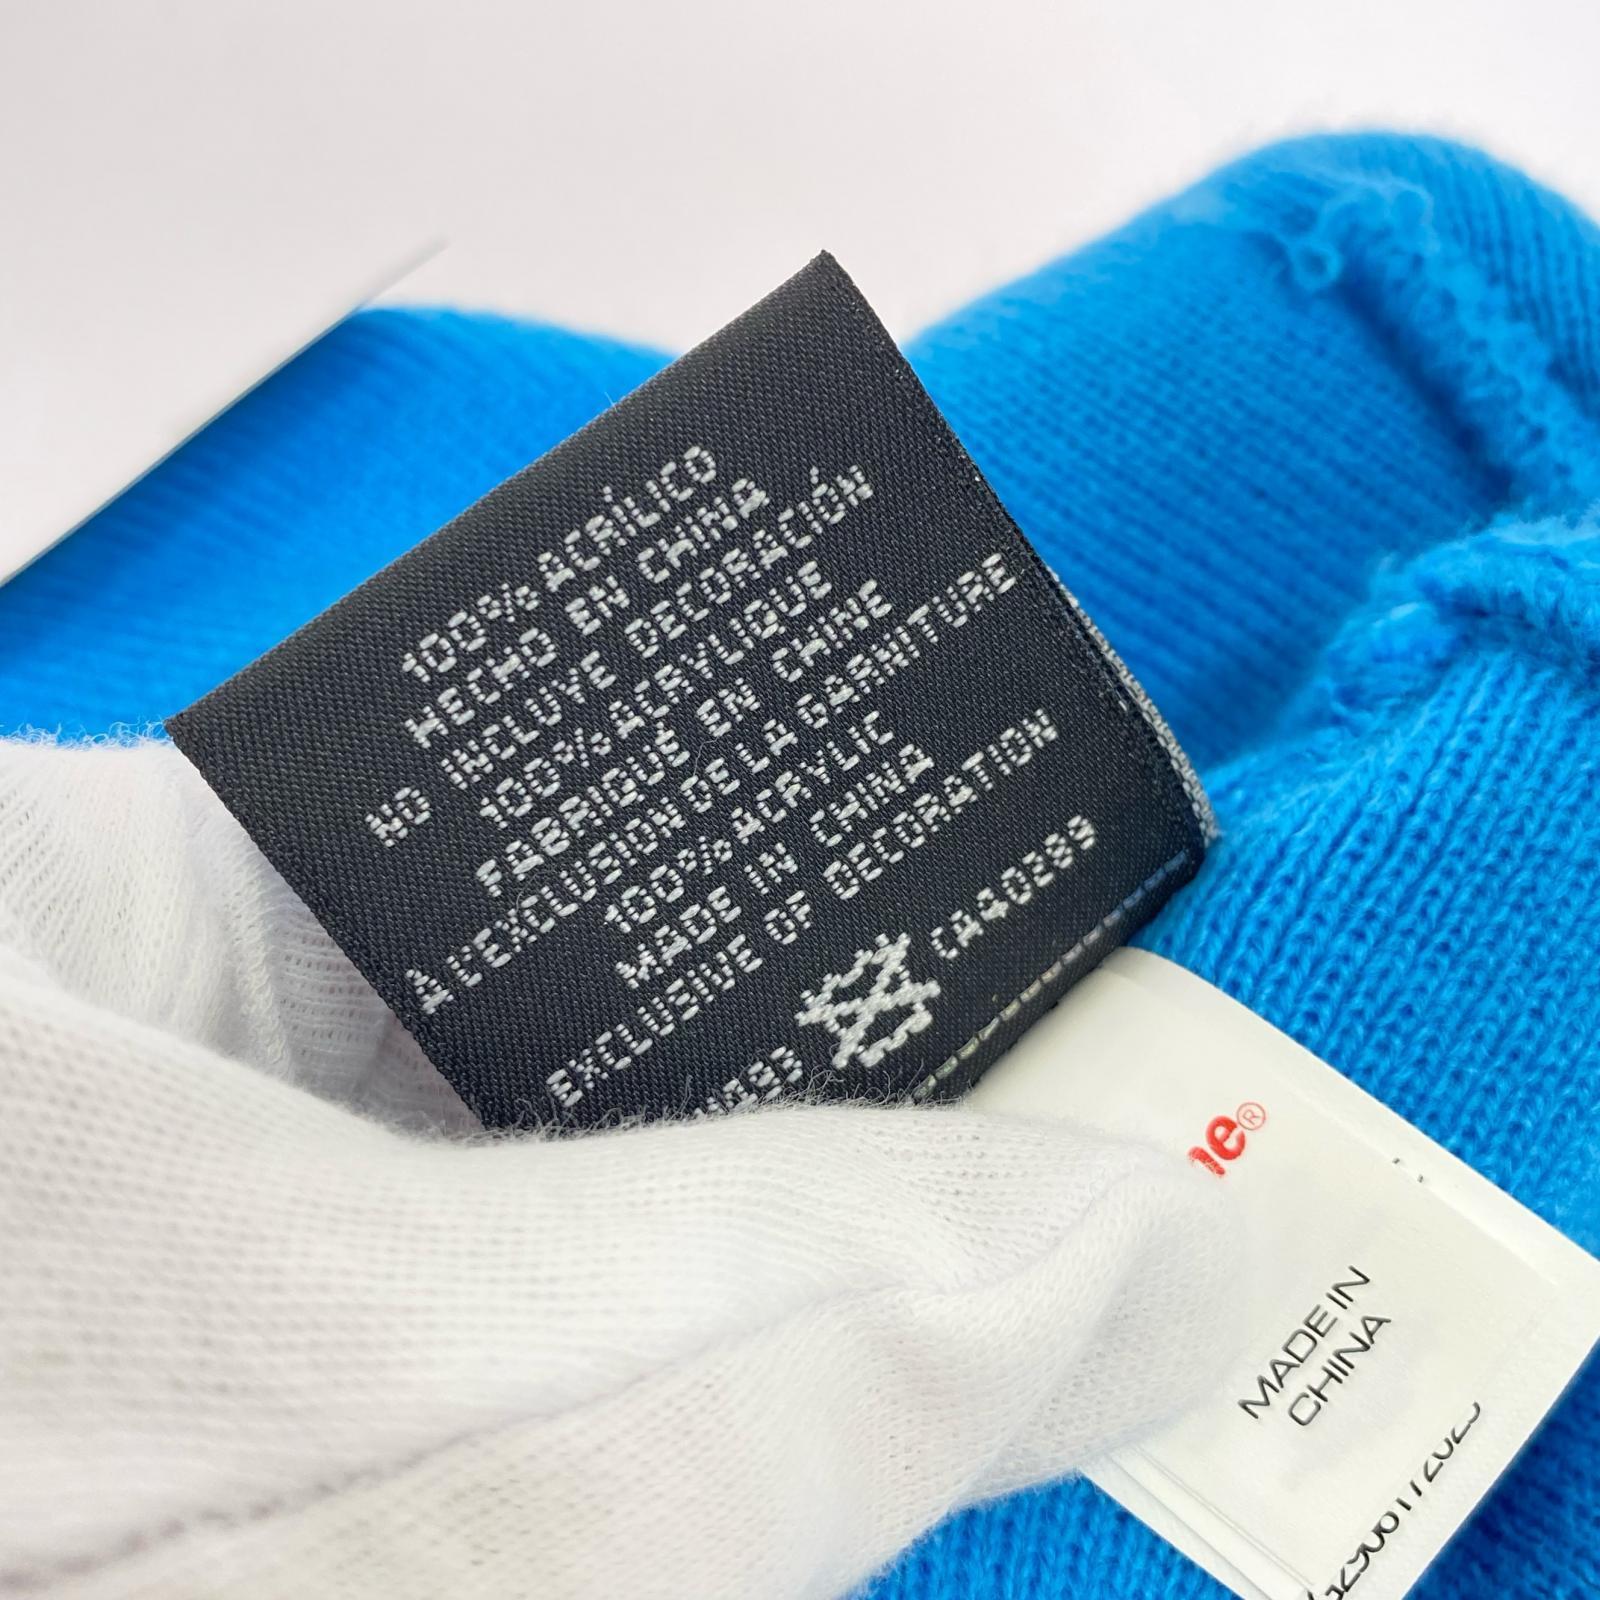 100% ACRÍLICO
HECHO EN CHINA
NO INCLUVE DECORACIÓN
100% ACRYLIQUE
FABRIQUÉ EN CHINE
A L'EXCLUSION DE LA GARNITURE
100% ACRYLIC
MADE IN CHINA
EXCLUSIVE OF DECORATION
CA40289
®
MADE IN
CHINA